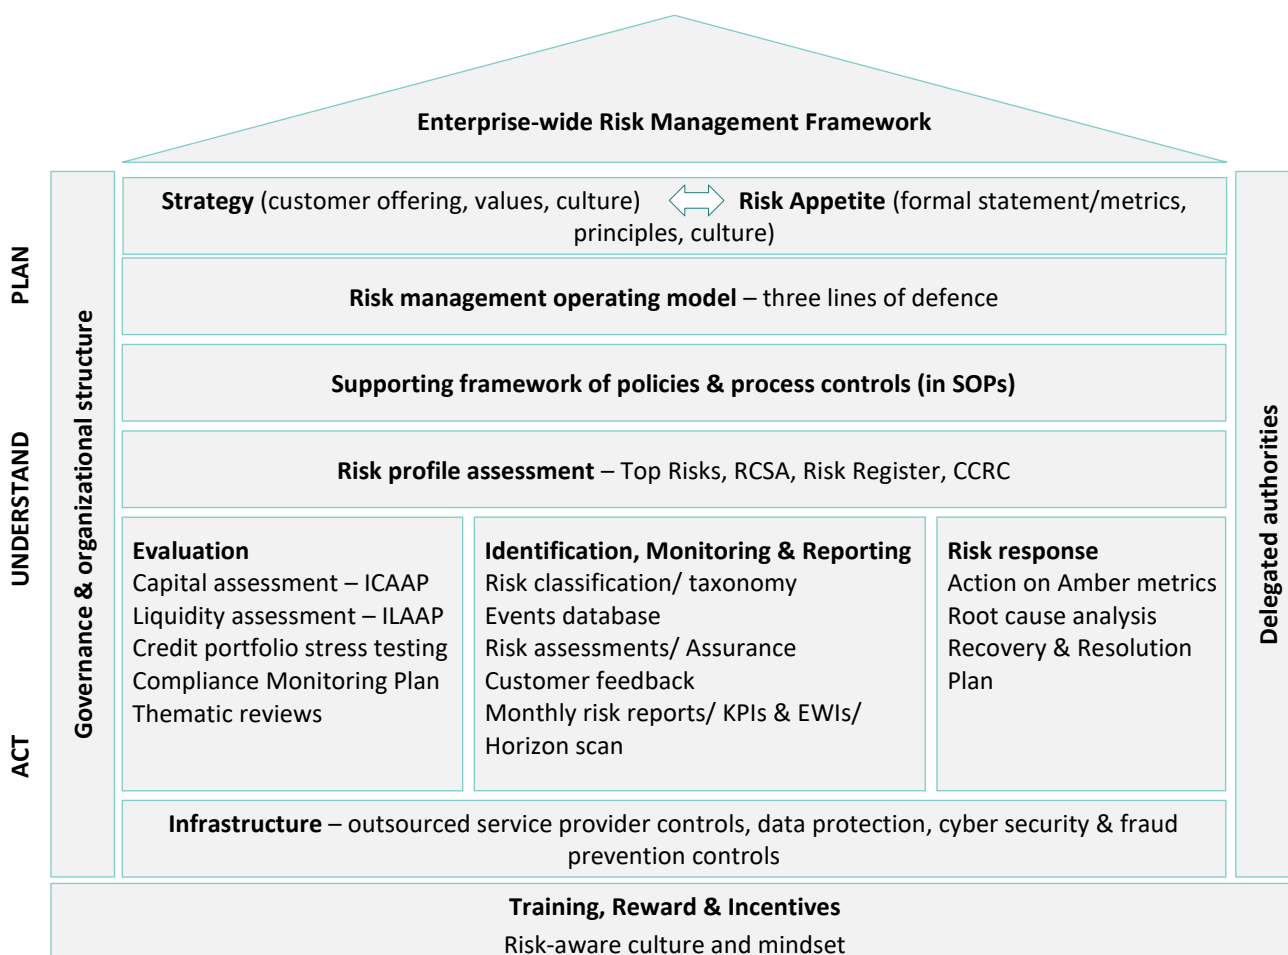 Enterprise-wide Risk Management Framework
PLAN
UNDERSTAND
ACT
Governance & organizational structure
Strategy (customer offering, values, culture) Risk Appetite (formal statement/metrics,
principles, culture)
Risk management operating model – three lines of defence
Supporting framework of policies & process controls (in SOPs)
Risk profile assessment – Top Risks, RCSA, Risk Register, CCRC
Evaluation
Capital assessment – ICAAP
Liquidity assessment – ILAAP
Credit portfolio stress testing
Compliance Monitoring Plan
Thematic reviews
Identification, Monitoring & Reporting
Risk classification/ taxonomy
Events database
Risk assessments/ Assurance
Customer feedback
Monthly risk reports/ KPIs & EWIs/
Horizon scan
Risk response
Action on Amber metrics
Root cause analysis
Recovery & Resolution
Plan
Infrastructure – outsourced service provider controls, data protection, cyber security & fraud
prevention controls
Delegated authorities
Training, Reward & Incentives
Risk-aware culture and mindset